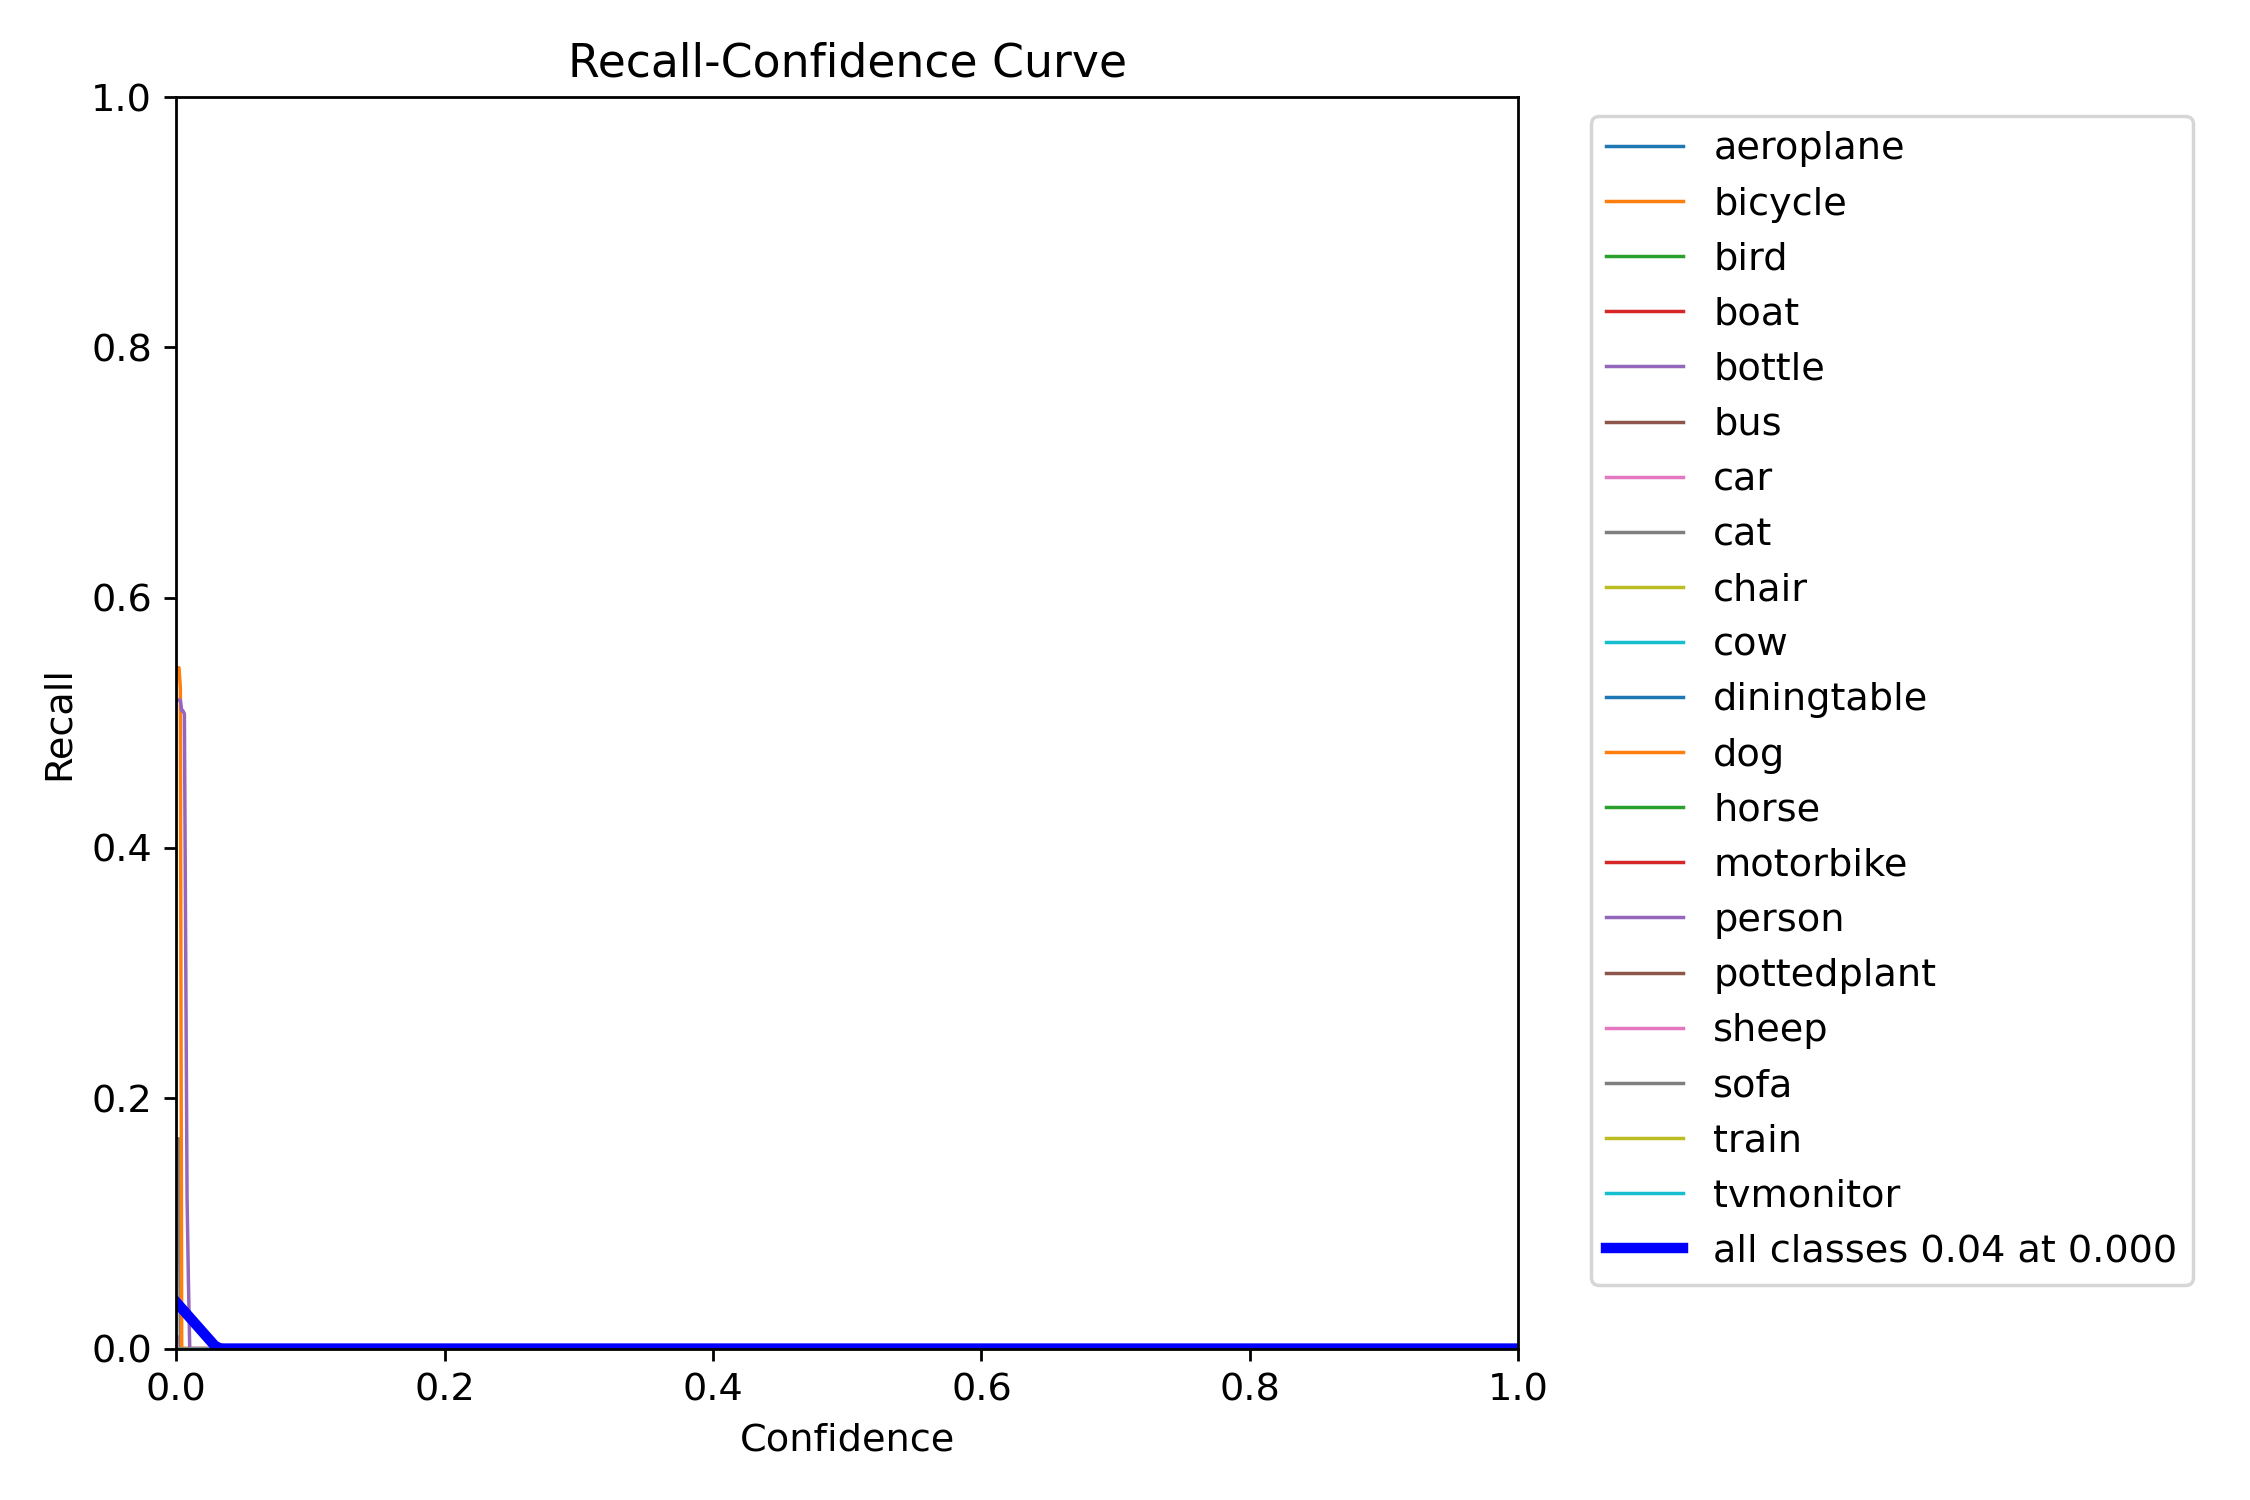 Recall-Confidence Curve
1.0
0.8
0.6
0.4
0.2
0.0
Recall
0.0 0.2 0.4 0.6 0.8 1.0
Confidence
aeroplane
bicycle
bird
boat
bottle
bus
car
cat
chair
cow
diningtable
dog
horse
motorbike
person
pottedplant
sheep
sofa
train
tvmonitor
all classes 0.04 at 0.000